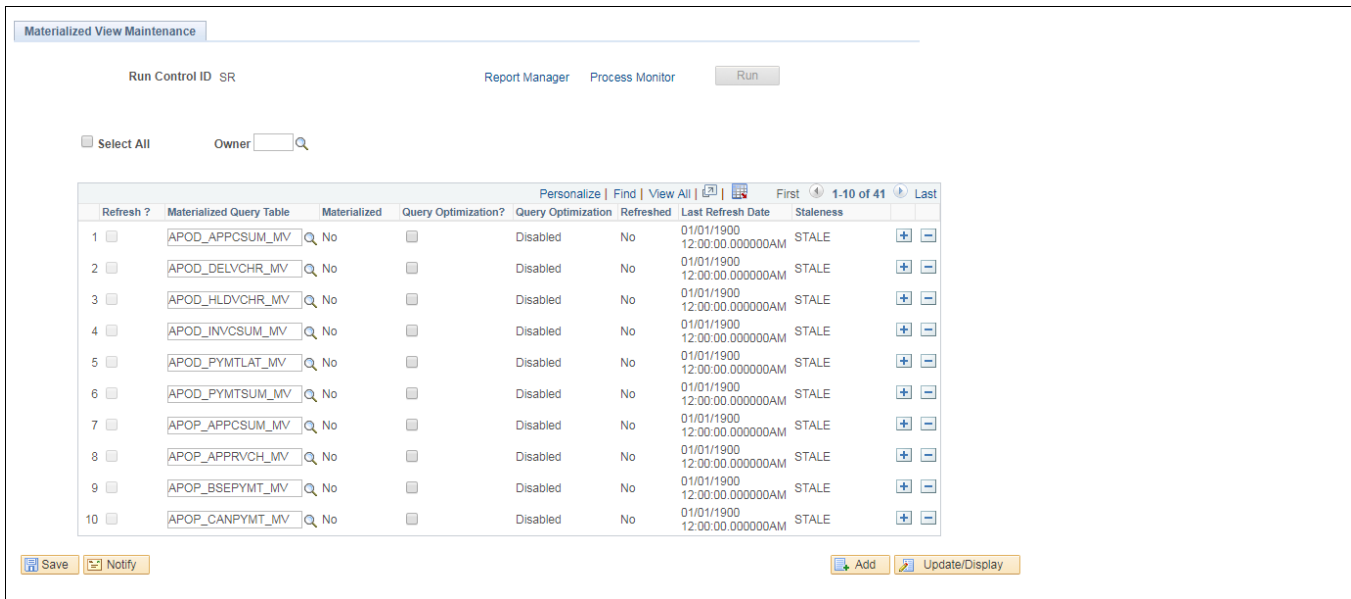 Materialized View Maintenance
Run Control ID SR Report Manager Process Monitor Run
Select All Owner
Personalize | Find | View All | | First 1-10 of 41 Last
Refresh ? Materialized Query Table Materialized Query Optimization? Query Optimization Refreshed Last Refresh Date Staleness
1 APOD_APPCSUM_MV No Disabled No 01/01/1900 12:00:00.000000AM STALE + −
2 APOD_DELVCHR_MV No Disabled No 01/01/1900 12:00:00.000000AM STALE + −
3 APOD_HLDVCHR_MV No Disabled No 01/01/1900 12:00:00.000000AM STALE + −
4 APOD_INVCSUM_MV No Disabled No 01/01/1900 12:00:00.000000AM STALE + −
5 APOD_PYMTLAT_MV No Disabled No 01/01/1900 12:00:00.000000AM STALE + −
6 APOD_PYMTSUM_MV No Disabled No 01/01/1900 12:00:00.000000AM STALE + −
7 APOP_APPCSUM_MV No Disabled No 01/01/1900 12:00:00.000000AM STALE + −
8 APOP_APPRVCH_MV No Disabled No 01/01/1900 12:00:00.000000AM STALE + −
9 APOP_BSEPYMT_MV No Disabled No 01/01/1900 12:00:00.000000AM STALE + −
10 APOP_CANPYMT_MV No Disabled No 01/01/1900 12:00:00.000000AM STALE + −
Save Notify Add Update/Display